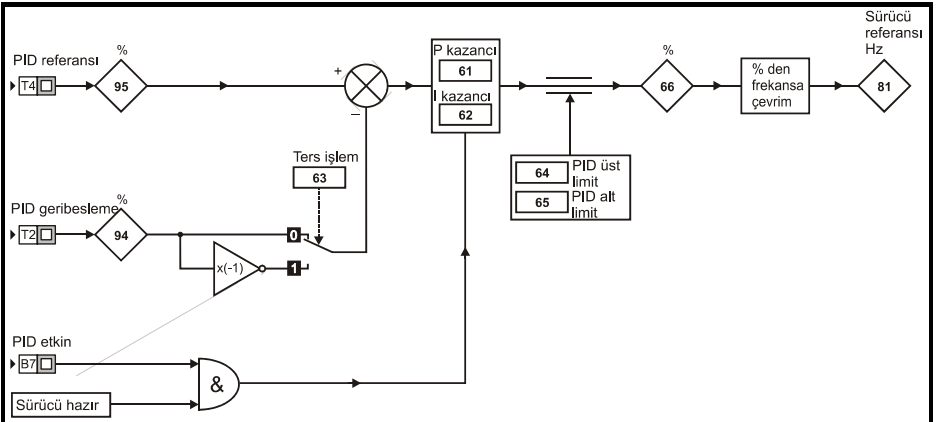 Sürücü
referansı
Hz
PID referansı
%
T4
95
+
–
P kazancı
61
I kazancı
62
%
66
% den
frekansa
çevrim
81
Ters işlem
63
64
PID üst
limit
65
PID alt
limit
PID geribesleme
%
T2
94
0
x(-1)
1
PID etkin
B7
&
Sürücü hazır